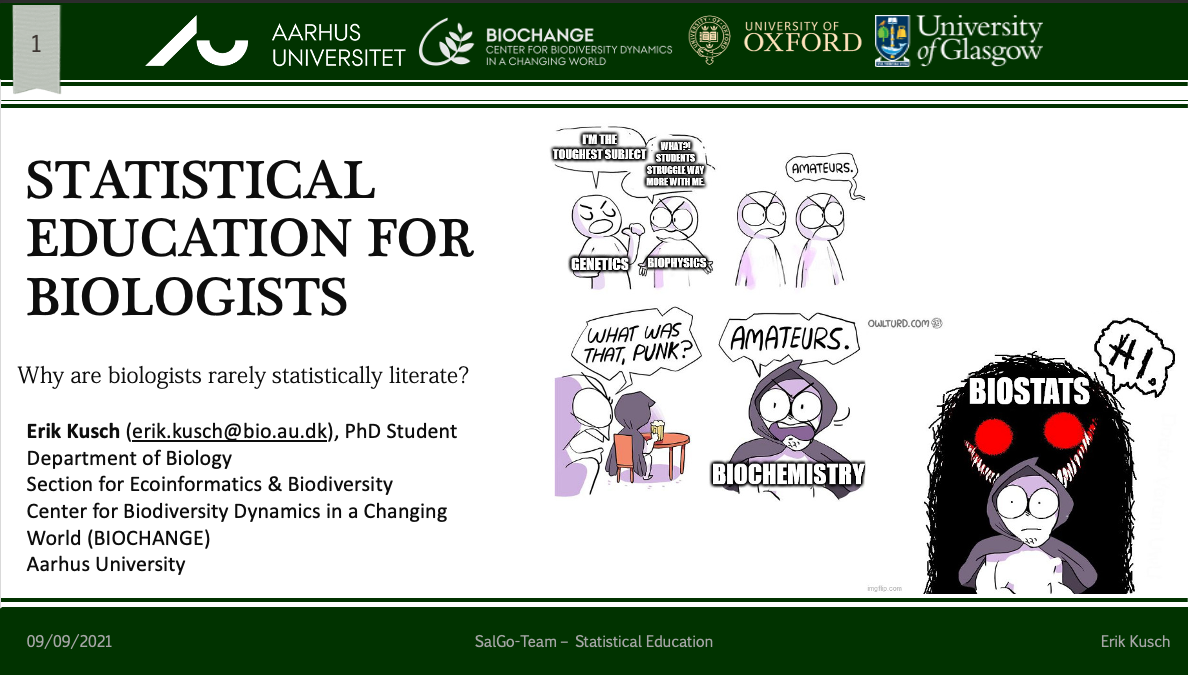 1
AARHUS
UNIVERSITET
BIOCHANGE
CENTER FOR BIODIVERSITY DYNAMICS
IN A CHANGING WORLD
UNIVERSITY OF
OXFORD
University
of Glasgow
STATISTICAL
EDUCATION FOR
BIOLOGISTS
Why are biologists rarely statistically literate?
Erik Kusch (erik.kusch@bio.au.dk), PhD Student
Department of Biology
Section for Ecoinformatics & Biodiversity
Center for Biodiversity Dynamics in a Changing
World (BIOCHANGE)
Aarhus University
I'M THE
TOUGHEST SUBJECT
WHAT?!
STUDENTS
STRUGGLE WAY
MORE WITH ME.
GENETICS
BIOPHYSICS
AMATEURS.
WHAT WAS
THAT, PUNK?
AMATEURS.
BIOCHEMISTRY
OWLTURD.COM
HI.
BIOSTATS
imgflip.com
09/09/2021
SalGo-Team – Statistical Education
Erik Kusch